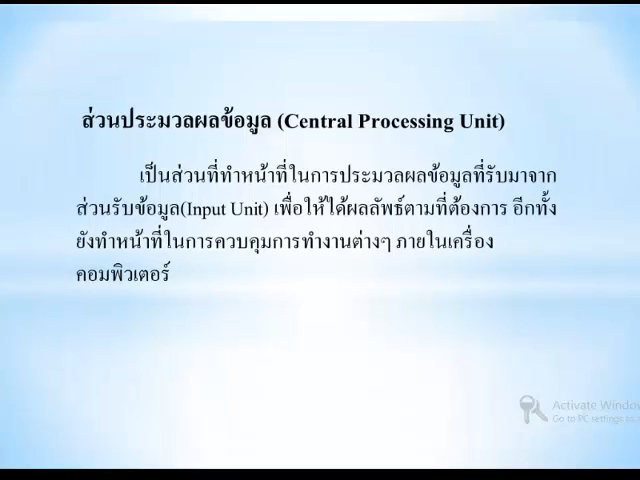 ส่วนประมวลผลข้อมูล (Central Processing Unit)
เป็นส่วนที่ทำหน้าที่ในการประมวลผลข้อมูลที่รับมาจาก
ส่วนรับข้อมูล(Input Unit) เพื่อให้ได้ผลลัพธ์ตามที่ต้องการ อีกทั้ง
ยังทำหน้าที่ในการควบคุมการทำงานต่างๆ ภายในเครื่อง
คอมพิวเตอร์
Activate Windo
Go to PC settings to